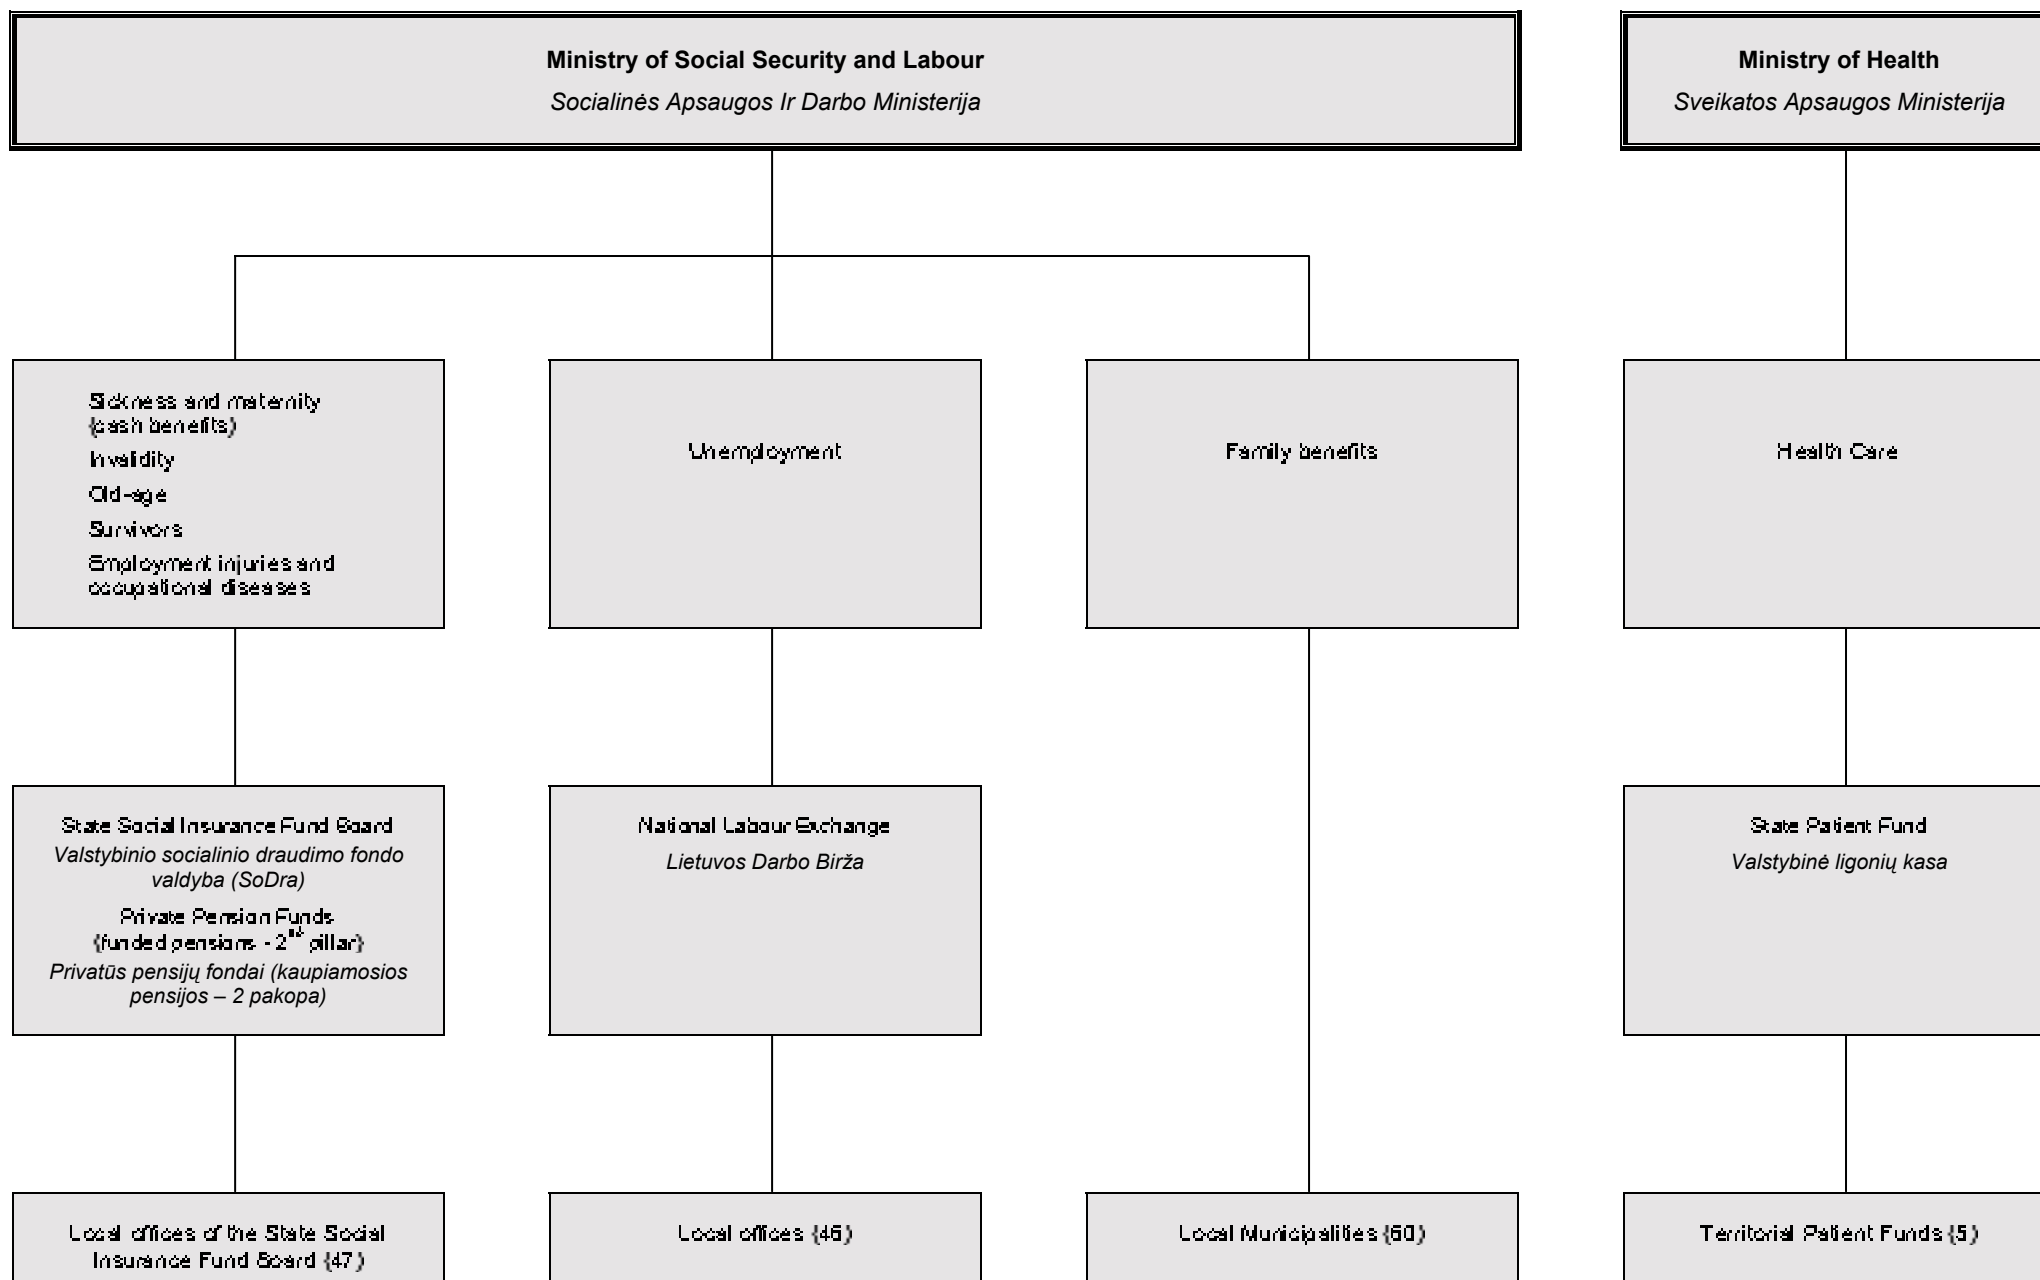 Ministry of Social Security and Labour
Socialinės Apsaugos Ir Darbo Ministerija
Ministry of Health
Sveikatos Apsaugos Ministerija
Sickness and maternity
(cash benefits)
Invalidity
Old-age
Survivors
Employment injuries and
occupational diseases
Unemployment
Family benefits
Health Care
State Social Insurance Fund Board
Valstybinio socialinio draudimo fondo
valdyba (SoDra)
Private Pension Funds
(funded pensions - 2nd pillar)
Privatūs pensijų fondai (kaupiamosios
pensijos – 2 pakopa)
National Labour Exchange
Lietuvos Darbo Birža
State Patient Fund
Valstybinė ligonių kasa
Local offices of the State Social
Insurance Fund Board (47)
Local offices (46)
Local Municipalities (60)
Territorial Patient Funds (5)